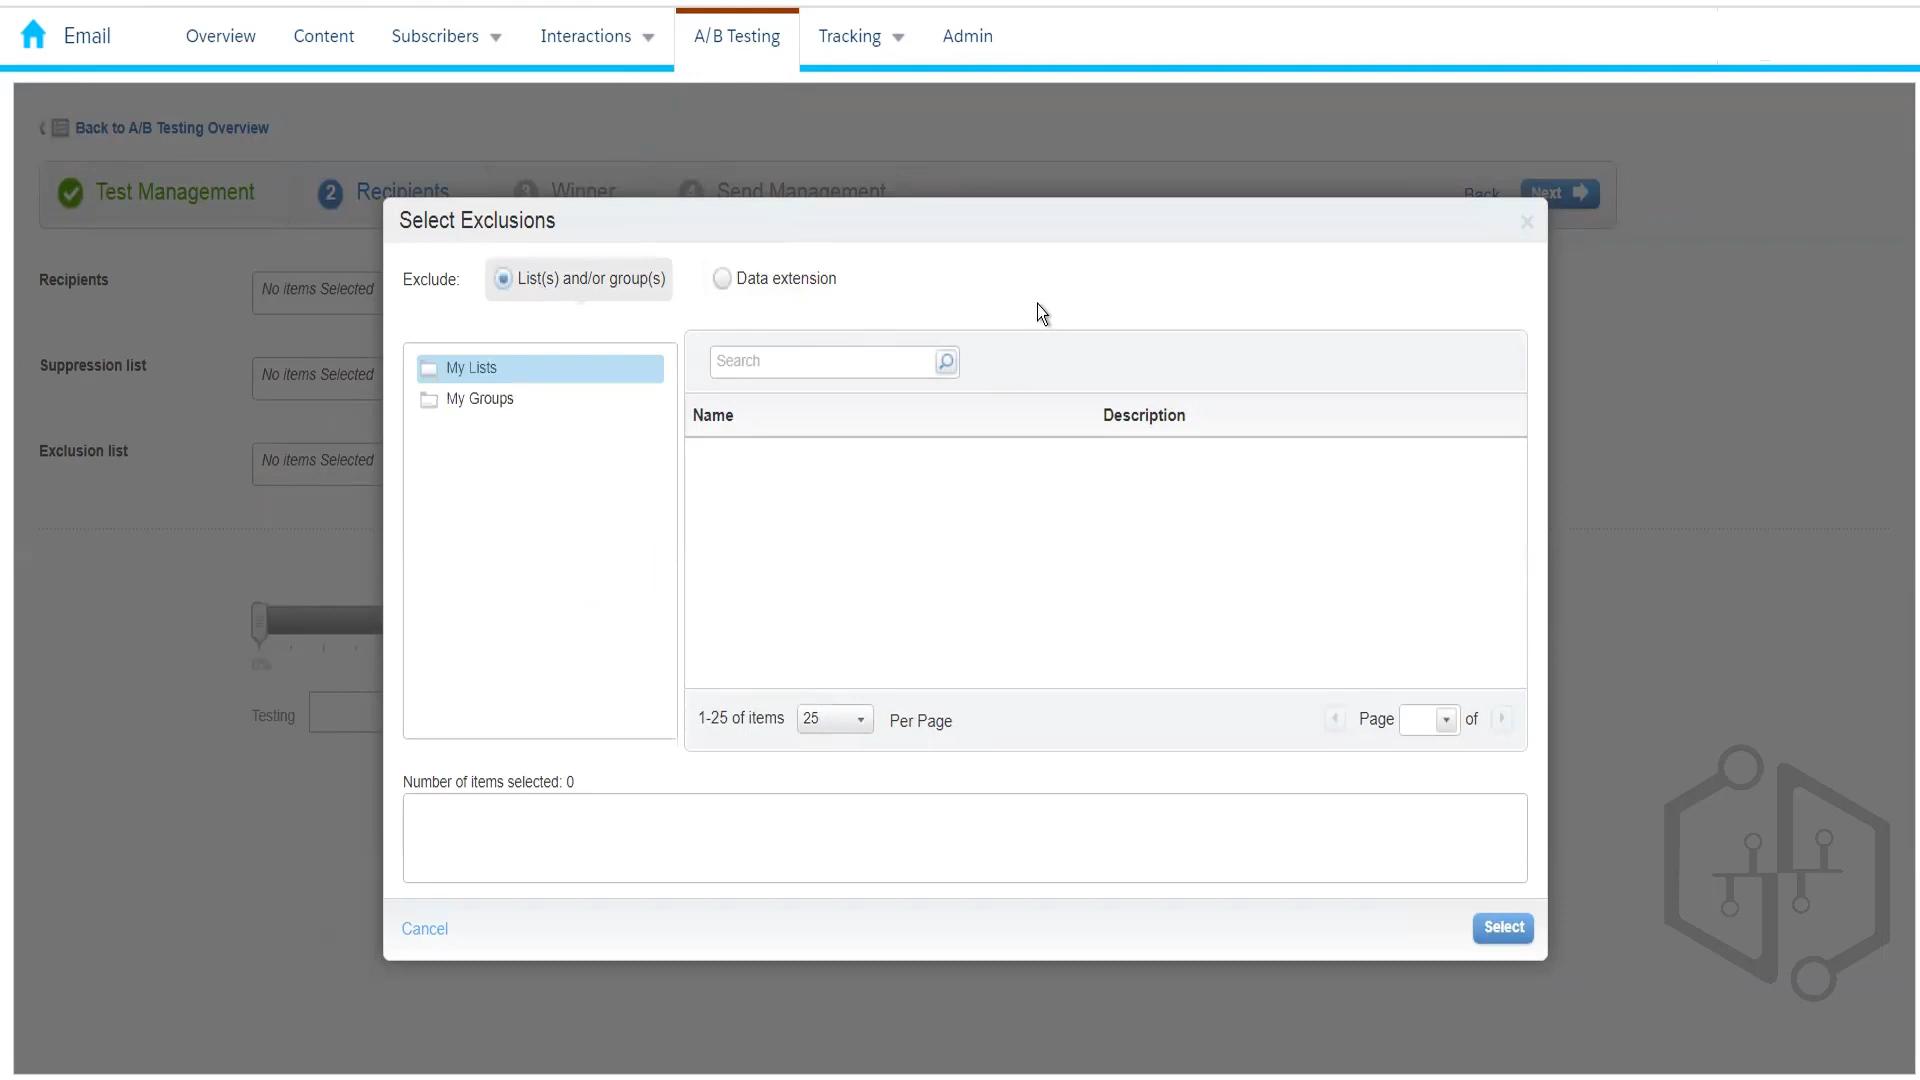 Email Overview Content Subscribers Interactions A/B Testing Tracking Admin
Back to A/B Testing Overview
Test Management 2 Recipients 3 Winner 4 Send Management Back Next
Select Exclusions
Exclude: List(s) and/or group(s) Data extension
Recipients No items Selected
Suppression list No items Selected
Exclusion list No items Selected
Testing
My Lists
My Groups
Search
Name Description
1-25 of items 25 Per Page Page of
Number of items selected: 0
Cancel Select